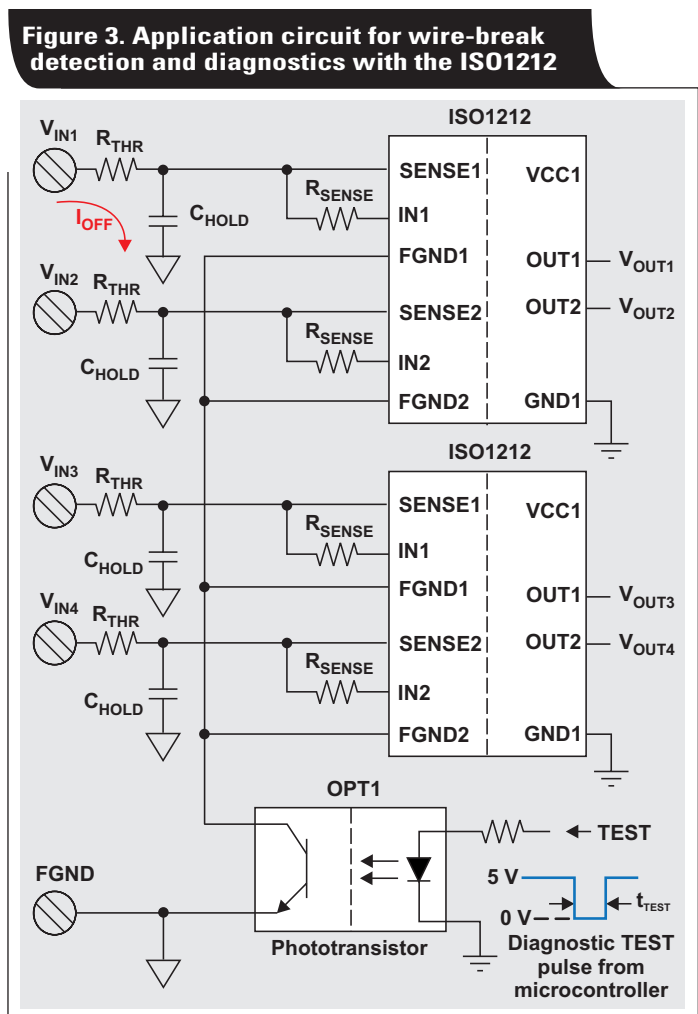 Figure 3. Application circuit for wire-break
detection and diagnostics with the ISO1212
ISO1212
VIN1
RTHR
SENSE1
VCC1
RSENSE
IOFF
CHOLD
IN1
FGND1
OUT1
VOUT1
VIN2
RTHR
SENSE2
OUT2
VOUT2
RSENSE
CHOLD
IN2
FGND2
GND1
ISO1212
VIN3
RTHR
SENSE1
VCC1
RSENSE
IN1
CHOLD
FGND1
OUT1
VOUT3
VIN4
RTHR
SENSE2
OUT2
VOUT4
RSENSE
CHOLD
IN2
FGND2
GND1
OPT1
TEST
FGND
5 V
tTEST
0 V
Phototransistor
Diagnostic TEST
pulse from
microcontroller